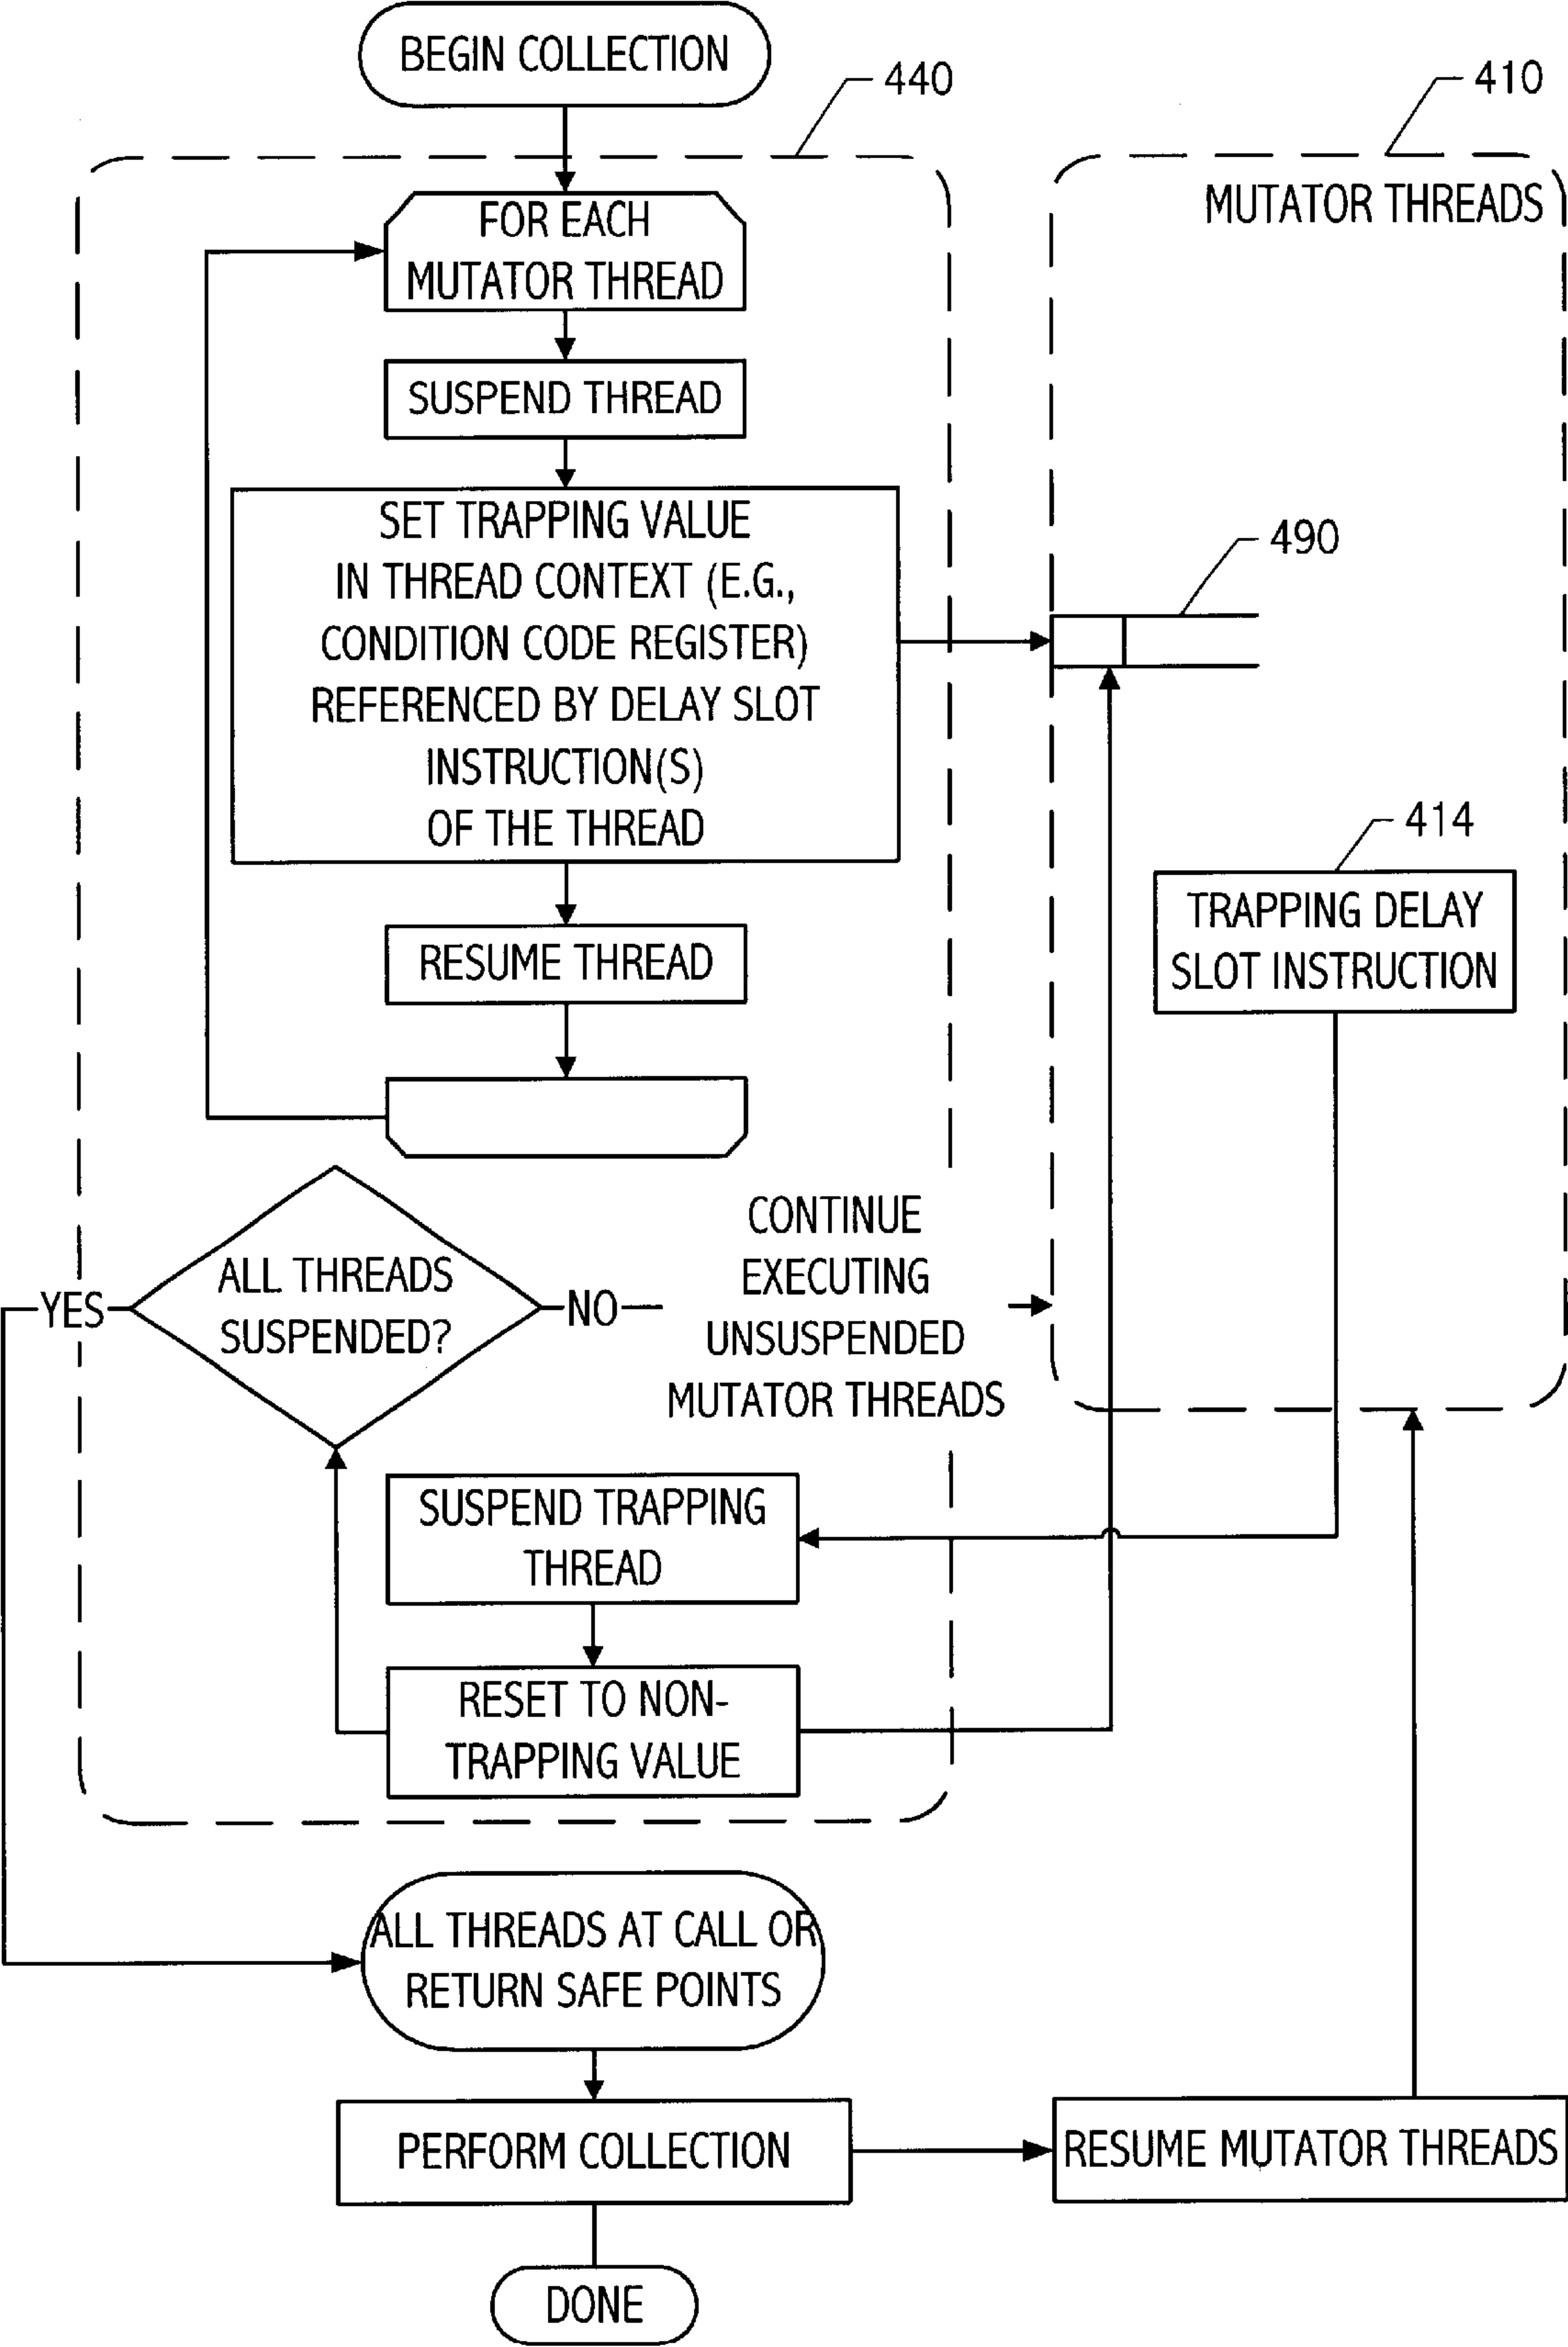 BEGIN COLLECTION
440
410
MUTATOR THREADS
FOR EACH
MUTATOR THREAD
SUSPEND THREAD
SET TRAPPING VALUE
IN THREAD CONTEXT (E.G.,
CONDITION CODE REGISTER)
REFERENCED BY DELAY SLOT
INSTRUCTION(S)
OF THE THREAD
490
414
TRAPPING DELAY
SLOT INSTRUCTION
RESUME THREAD
ALL THREADS
SUSPENDED?
YES
NO
CONTINUE
EXECUTING
UNSUSPENDED
MUTATOR THREADS
SUSPEND TRAPPING
THREAD
RESET TO NON-
TRAPPING VALUE
ALL THREADS AT CALL OR
RETURN SAFE POINTS
PERFORM COLLECTION
RESUME MUTATOR THREADS
DONE